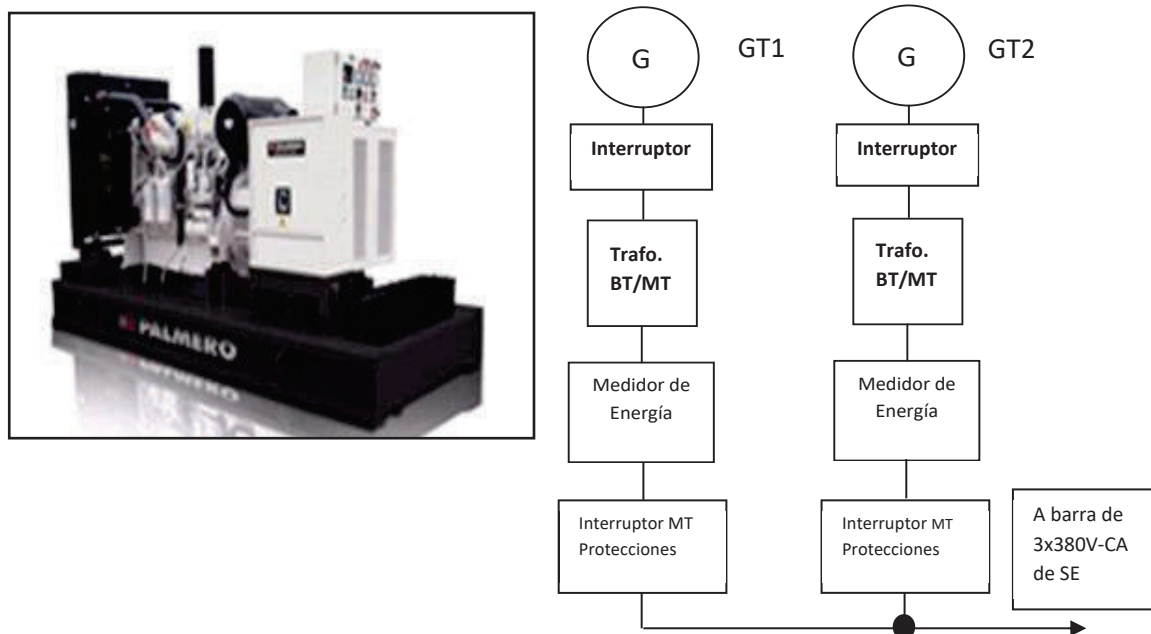 PALMERO
G
GT1
Interruptor
Trafo.
BT/MT
Medidor de
Energía
Interruptor MT
Protecciones
G
GT2
Interruptor
Trafo.
BT/MT
Medidor de
Energía
Interruptor MT
Protecciones
A barra de
3x380V-CA
de SE